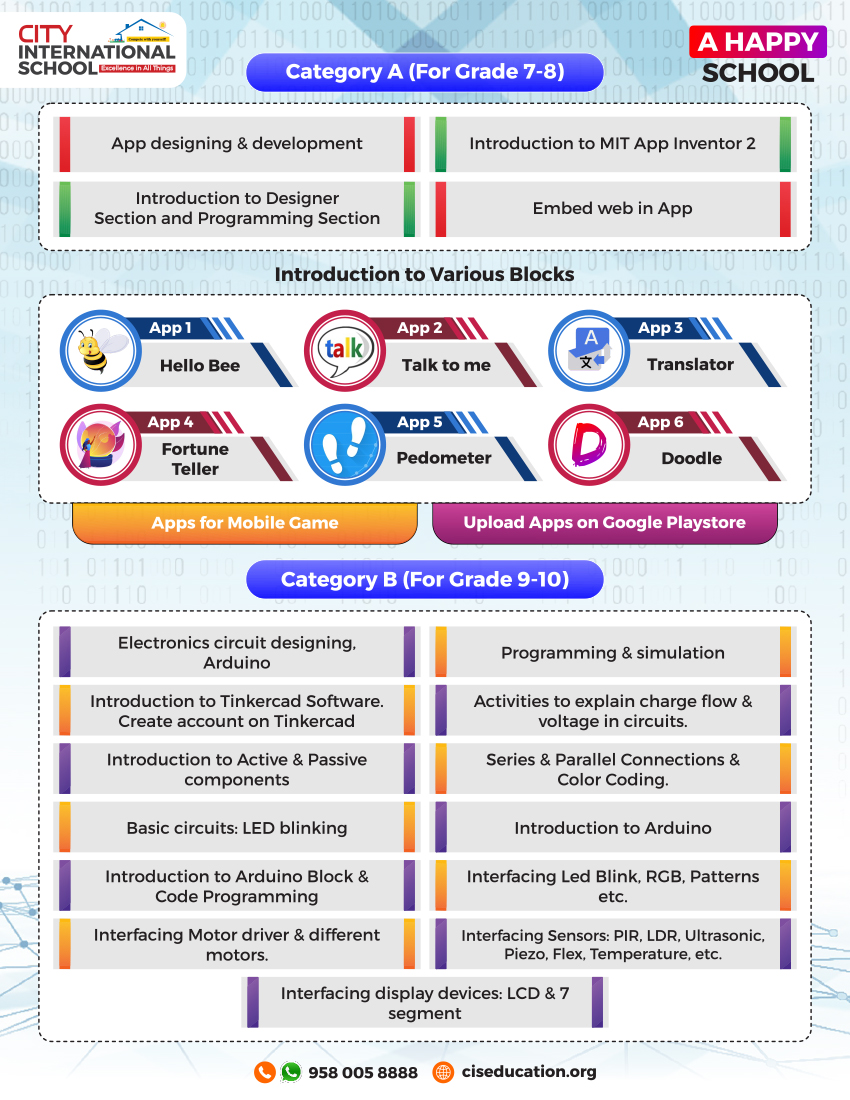 CITY
INTERNATIONAL
SCHOOL
Compete with yourself
Excellence in All Things
A HAPPY
SCHOOL
Category A (For Grade 7-8)
App designing & development
Introduction to MIT App Inventor 2
Introduction to Designer
Section and Programming Section
Embed web in App
Introduction to Various Blocks
App 1
Hello Bee
App 2
talk
Talk to me
App 3
A
文
Translator
App 4
Fortune
Teller
App 5
Pedometer
App 6
D
Doodle
Apps for Mobile Game
Upload Apps on Google Playstore
Category B (For Grade 9-10)
Electronics circuit designing,
Arduino
Programming & simulation
Introduction to Tinkercad Software.
Create account on Tinkercad
Activities to explain charge flow &
voltage in circuits.
Introduction to Active & Passive
components
Series & Parallel Connections &
Color Coding.
Basic circuits: LED blinking
Introduction to Arduino
Introduction to Arduino Block &
Code Programming
Interfacing Led Blink, RGB, Patterns
etc.
Interfacing Motor driver & different
motors.
Interfacing Sensors: PIR, LDR, Ultrasonic,
Piezo, Flex, Temperature, etc.
Interfacing display devices: LCD & 7
segment
958 005 8888
ciseducation.org